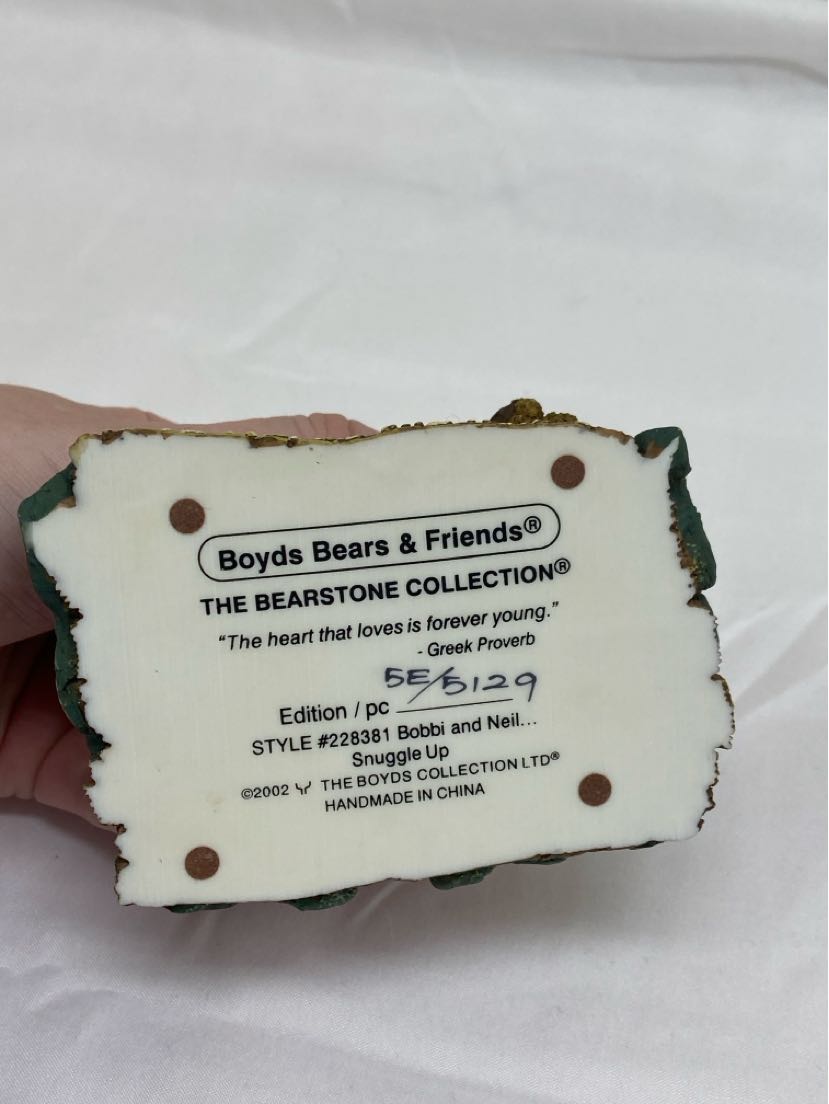 Boyds Bears & Friends®
THE BEARSTONE COLLECTION®
“The heart that loves is forever young.”
- Greek Proverb
Edition / pc 5E/5129
STYLE #228381 Bobbi and Neil...
Snuggle Up
©2002 THE BOYDS COLLECTION LTD®
HANDMADE IN CHINA